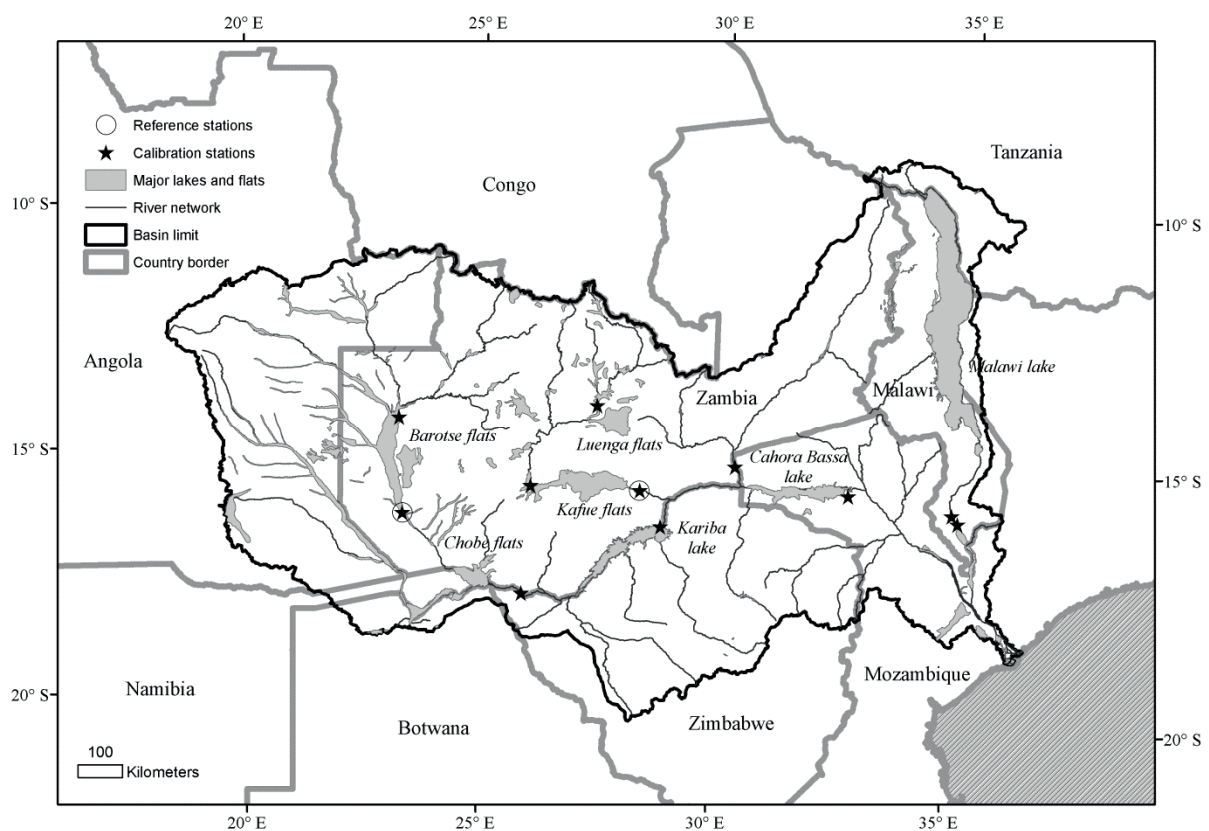 20° E 25° E 30° E 35° E
Reference stations
Calibration stations
Major lakes and flats
River network
Basin limit
Country border
Tanzania
Congo
10° S
10° S
Angola
Zambia
Malawi
Malawi lake
Barotse flats
Luenga flats
15° S
Cahora Bassa
lake
15° S
Kafue flats
Chobe flats
Kariba
lake
Mozambique
Namibia
20° S
Botwana
Zimbabwe
20° S
100
Kilometers
20° E 25° E 30° E 35° E